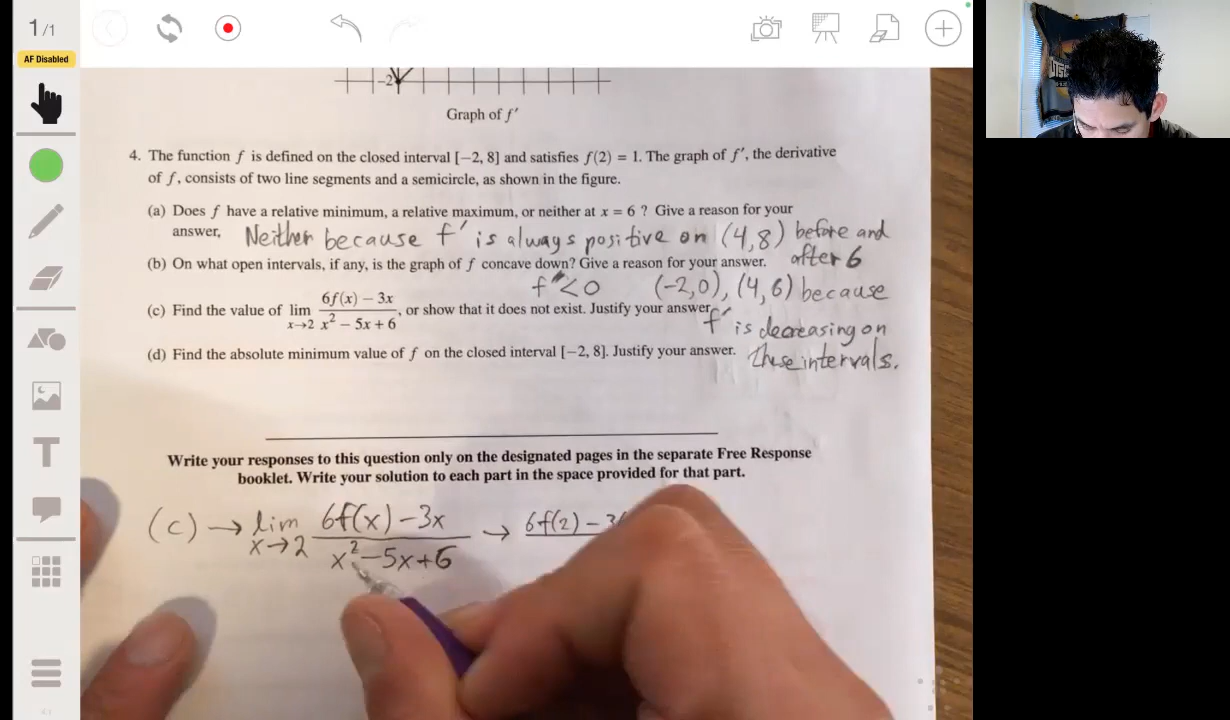 1/1
AF Disabled
-2
Graph of f'
4. The function f is defined on the closed interval [−2, 8] and satisfies f(2) = 1. The graph of f', the derivative
of f, consists of two line segments and a semicircle, as shown in the figure.
(a) Does f have a relative minimum, a relative maximum, or neither at x = 6 ? Give a reason for your
answer. Neither because f' is always positive on (4,8) before and
after 6
(b) On what open intervals, if any, is the graph of f concave down? Give a reason for your answer.
f''<0 (-2,0), (4,6) because
f' is decreasing on
these intervals.
(c) Find the value of lim x→2 (6f(x) − 3x)/(x² − 5x + 6), or show that it does not exist. Justify your answer.
(d) Find the absolute minimum value of f on the closed interval [−2, 8]. Justify your answer.
Write your responses to this question only on the designated pages in the separate Free Response
booklet. Write your solution to each part in the space provided for that part.
(c) → lim x→2 (6f(x) -3x)/(x² -5x+6) → 6f(2) - 3